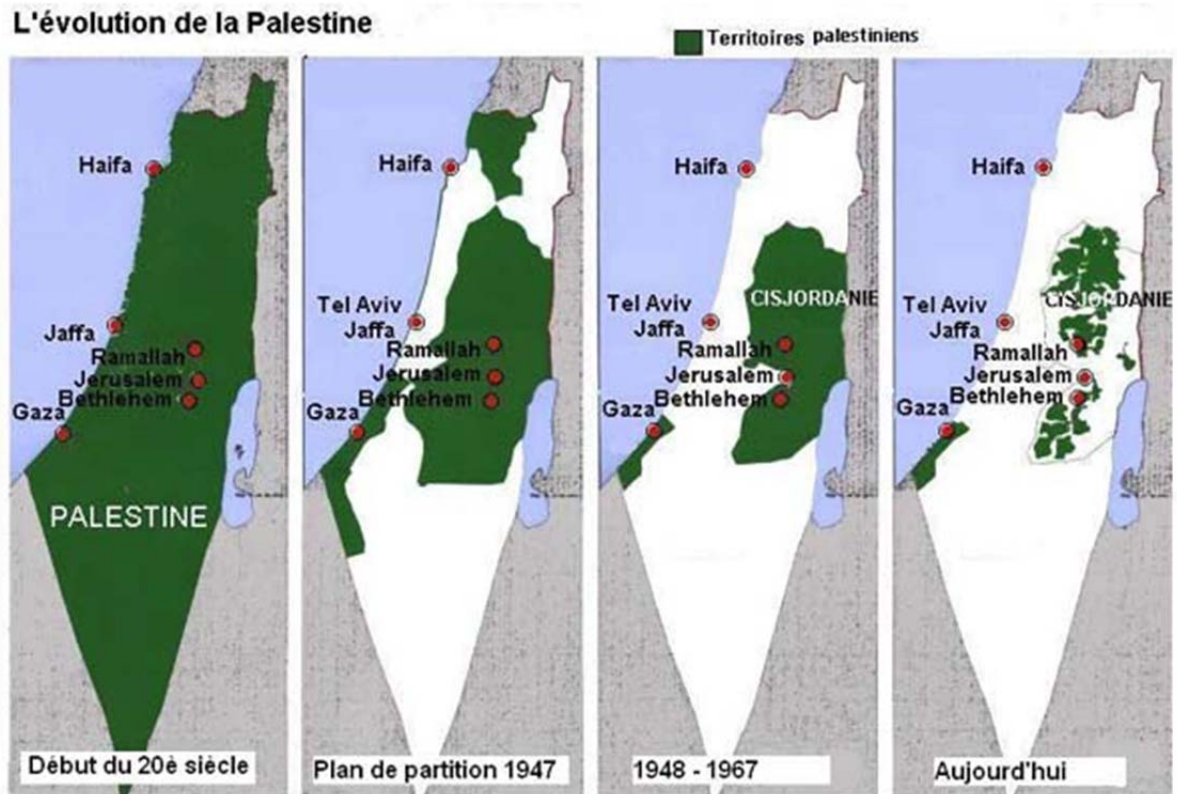 L'évolution de la Palestine
Territoires palestiniens
Haifa
Jaffa
Ramallah
Jerusalem
Bethlehem
Gaza
PALESTINE
Début du 20è siècle
Haifa
Tel Aviv
Jaffa
Ramallah
Jerusalem
Bethlehem
Gaza
Plan de partition 1947
Haifa
CISJORDANIE
Tel Aviv
Jaffa
Ramallah
Jerusalem
Bethlehem
Gaza
1948 - 1967
Haifa
CISJORDANIE
Tel Aviv
Jaffa
Ramallah
Jerusalem
Bethlehem
Gaza
Aujourd'hui